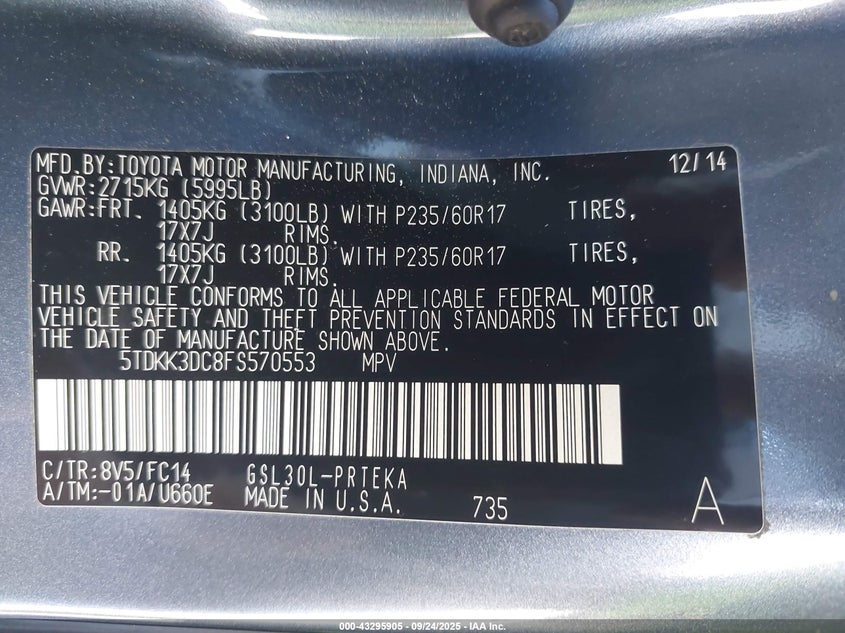 MFD.BY:TOYOTA MOTOR MANUFACTURING, INDIANA, INC. 12/14
GVWR:2715KG (5995LB)
GAWR:FRT. 1405KG (3100LB) WITH P235/60R17 TIRES,
17X7J RIMS.
RR. 1405KG (3100LB) WITH P235/60R17 TIRES,
17X7J RIMS.
THIS VEHICLE CONFORMS TO ALL APPLICABLE FEDERAL MOTOR
VEHICLE SAFETY AND THEFT PREVENTION STANDARDS IN EFFECT ON
THE DATE OF MANUFACTURE SHOWN ABOVE.
5TDKK3DC8FS570553 MPV
C/TR:8V5/FC14 GSL30L-PRTEKA
A/TM:-01A/U660E MADE IN U.S.A. 735 A
000-43295905 - 09/24/2025 - IAA Inc.